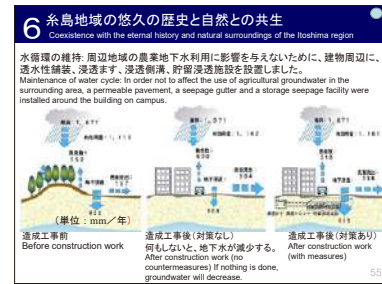 6 糸島地域の悠久の歴史と自然との共生
Coexistence with the eternal history and natural surroundings of the Itoshima region
水循環の維持: 周辺地域の農業地下水利用に影響を与えないために、建物周辺に、
透水性舗装、浸透ます、浸透側溝、貯留浸透施設を設置しました。
Maintenance of water cycle: In order not to affect the use of agricultural groundwater in the
surrounding area, a permeable pavement, a seepage gutter and a storage seepage facility were
installed around the building on campus.
（単位：mm／年）
造成工事前
Before construction work
造成工事後(対策なし)
何もしないと、地下水が減少する。
After construction work (no
countermeasures) If nothing is done,
groundwater will decrease.
造成工事後(対策あり)
After construction work
(with measures)
55